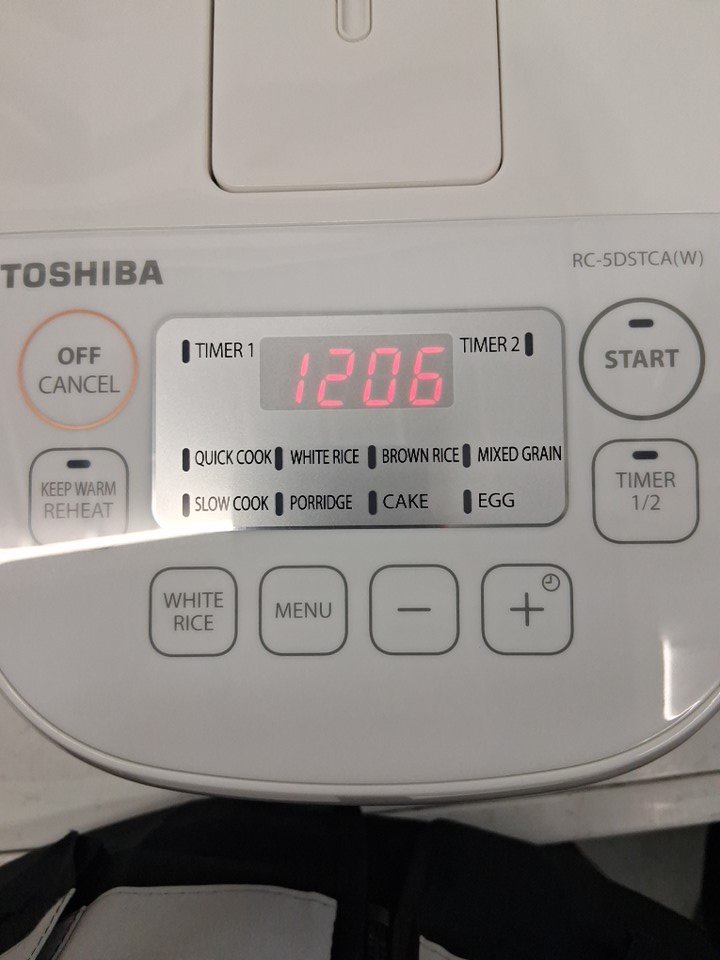 TOSHIBA
RC-5DSTCA(W)
OFF
CANCEL
TIMER 1
1206
TIMER 2
START
KEEP WARM
REHEAT
QUICK COOK WHITE RICE BROWN RICE MIXED GRAIN
SLOW COOK PORRIDGE CAKE EGG
TIMER
1/2
WHITE
RICE
MENU
−
+